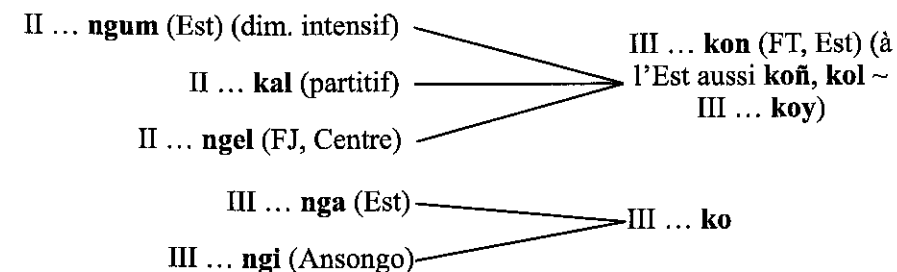 II … ngum (Est) (dim. intensif)
II … kal (partitif)
II … ngel (FJ, Centre)
III … kon (FT, Est) (à
l’Est aussi koñ, kol ~
III … koy)
III … nga (Est)
III … ngi (Ansongo)
III … ko